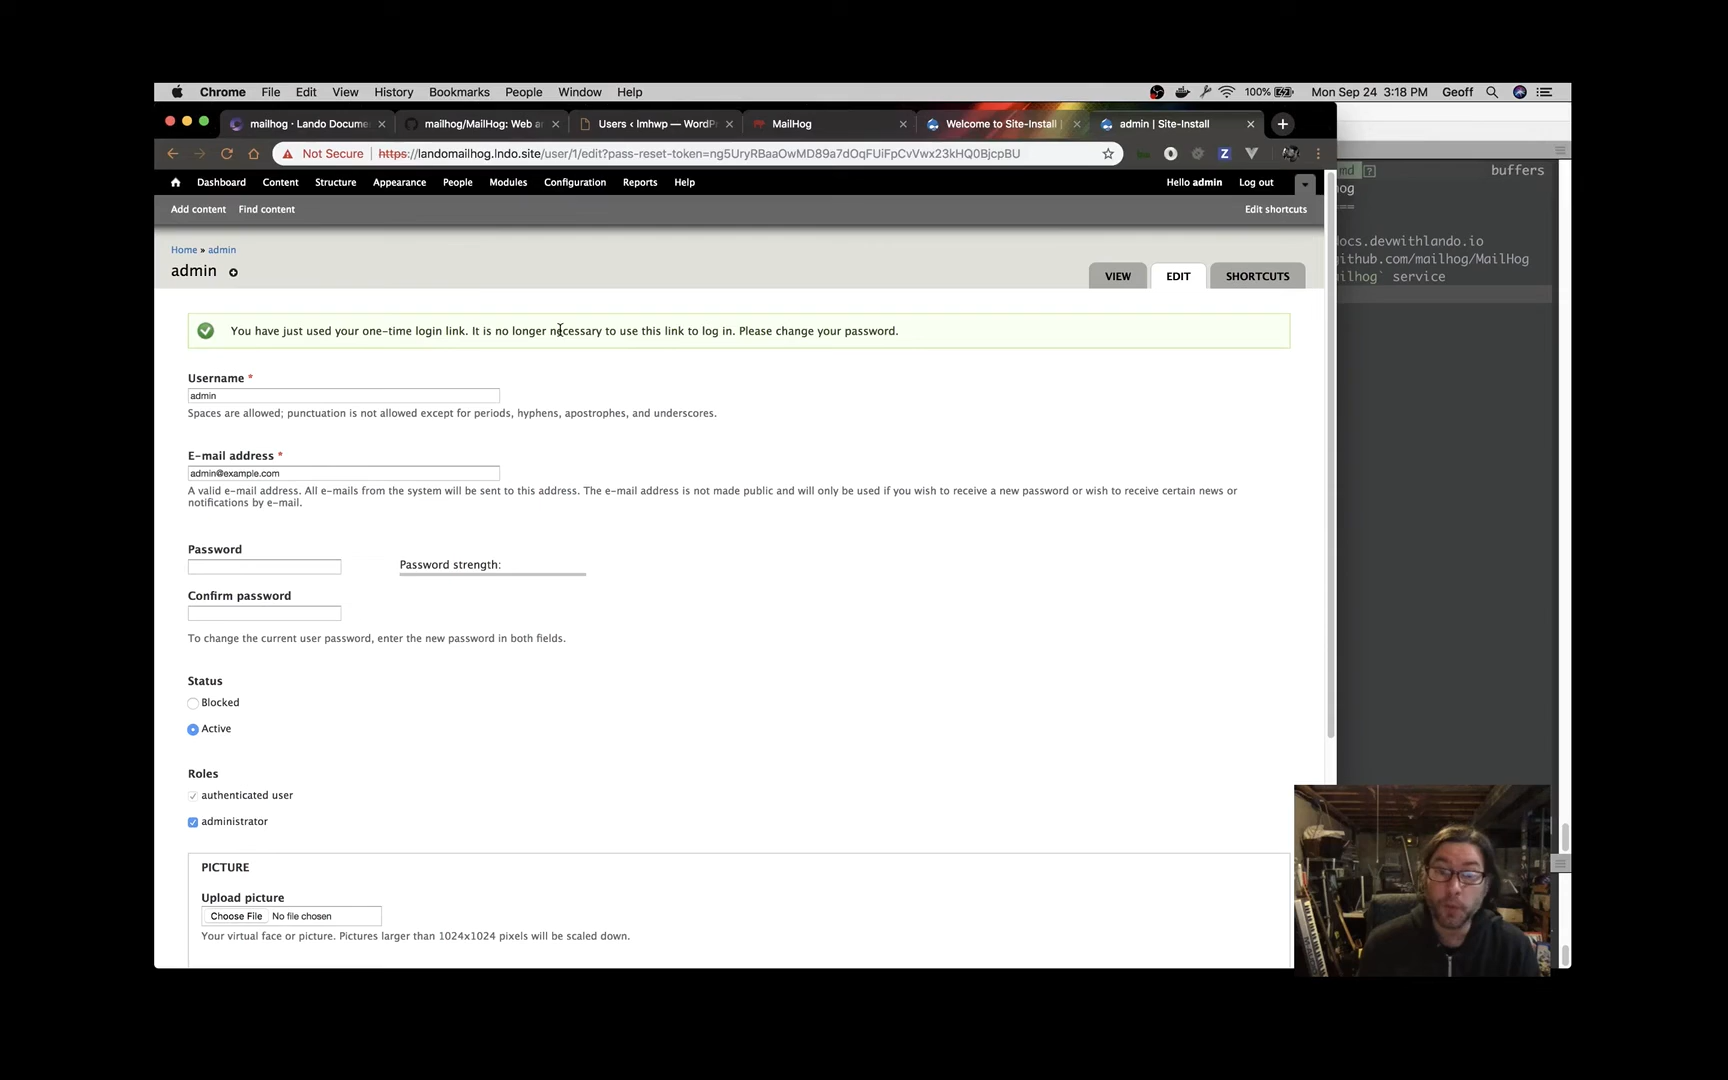 Chrome File Edit View History Bookmarks People Window Help 100% Mon Sep 24 3:18 PM Geoff
mailhog · Lando Docume mailhog/MailHog: Web a Users ‹ lmhwp — WordP MailHog Welcome to Site-Install | admin | Site-Install
Not Secure https://landomailhog.lndo.site/user/1/edit?pass-reset-token=ng5UryRBaaOwMD89a7dOqFUiFpCvVwx23kHQ0BjcpBU
Dashboard Content Structure Appearance People Modules Configuration Reports Help Hello admin Log out
Add content Find content Edit shortcuts
md buffers
hog
====
docs.devwithlando.io
github.com/mailhog/MailHog
ilhog` service
Home » admin
admin
VIEW EDIT SHORTCUTS
You have just used your one-time login link. It is no longer necessary to use this link to log in. Please change your password.
Username *
admin
Spaces are allowed; punctuation is not allowed except for periods, hyphens, apostrophes, and underscores.
E-mail address *
admin@example.com
A valid e-mail address. All e-mails from the system will be sent to this address. The e-mail address is not made public and will only be used if you wish to receive a new password or wish to receive certain news or
notifications by e-mail.
Password
Password strength:
Confirm password
To change the current user password, enter the new password in both fields.
Status
Blocked
Active
Roles
authenticated user
administrator
PICTURE
Upload picture
Choose File No file chosen
Your virtual face or picture. Pictures larger than 1024x1024 pixels will be scaled down.